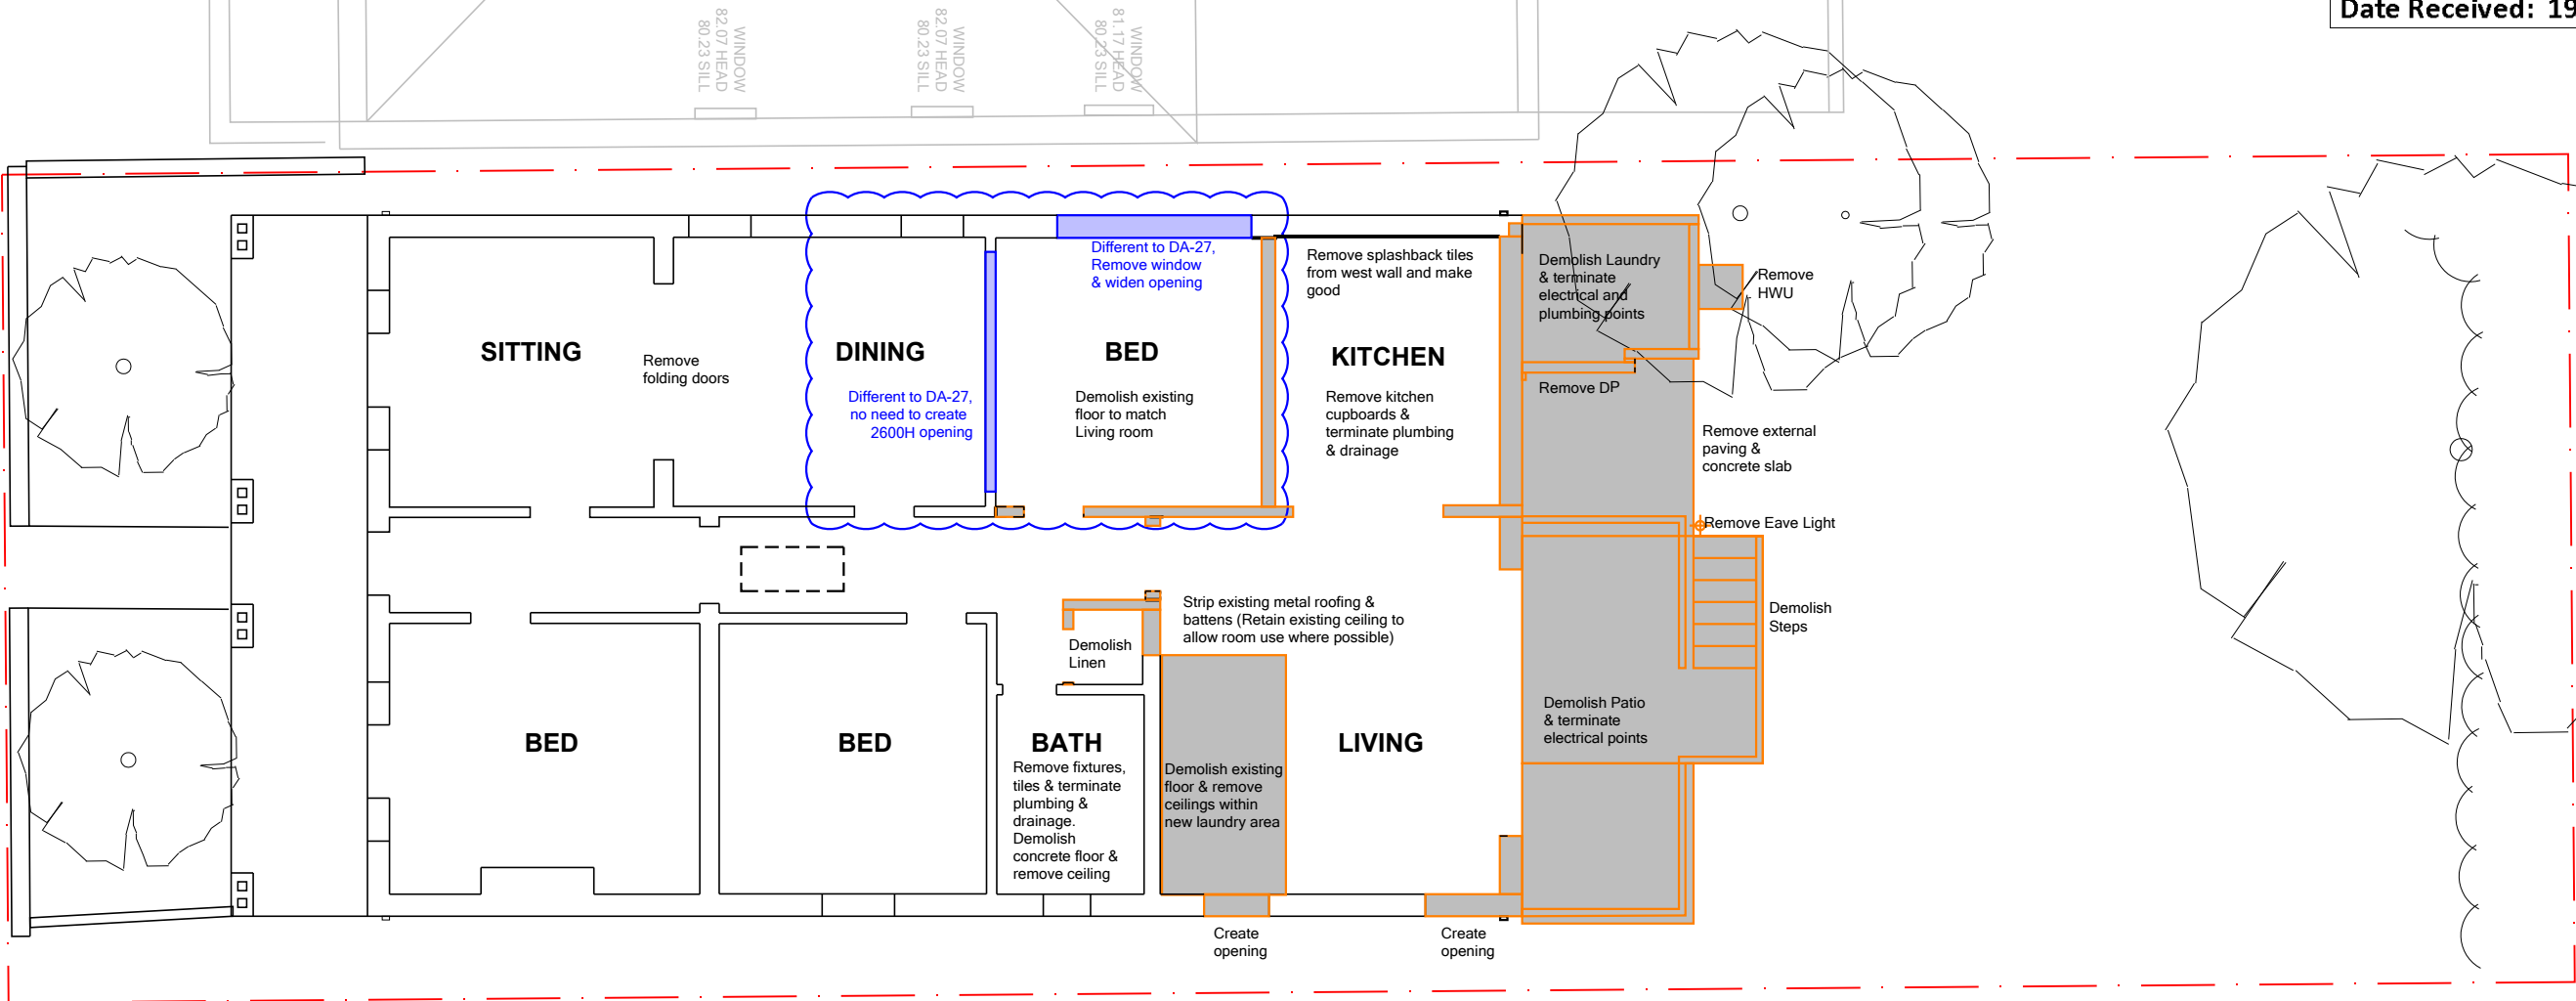 Date Received: 19
WINDOW
82.07 HEAD
80.23 SILL
WINDOW
82.07 HEAD
80.23 SILL
WINDOW
81.17 HEAD
80.23 SILL
Different to DA-27,
Remove window
& widen opening
Remove splashback tiles
from west wall and make
good
Demolish Laundry
& terminate
electrical and
plumbing points
Remove
HWU
SITTING
Remove
folding doors
DINING
Different to DA-27,
no need to create
2600H opening
BED
Demolish existing
floor to match
Living room
KITCHEN
Remove kitchen
cupboards &
terminate plumbing
& drainage
Remove DP
Remove external
paving &
concrete slab
Remove Eave Light
Strip existing metal roofing &
battens (Retain existing ceiling to
allow room use where possible)
Demolish
Steps
Demolish
Linen
Demolish Patio
& terminate
electrical points
BED
BED
BATH
Remove fixtures,
tiles & terminate
plumbing &
drainage.
Demolish
concrete floor &
remove ceiling
Demolish existing
floor & remove
ceilings within
new laundry area
LIVING
Create
opening
Create
opening